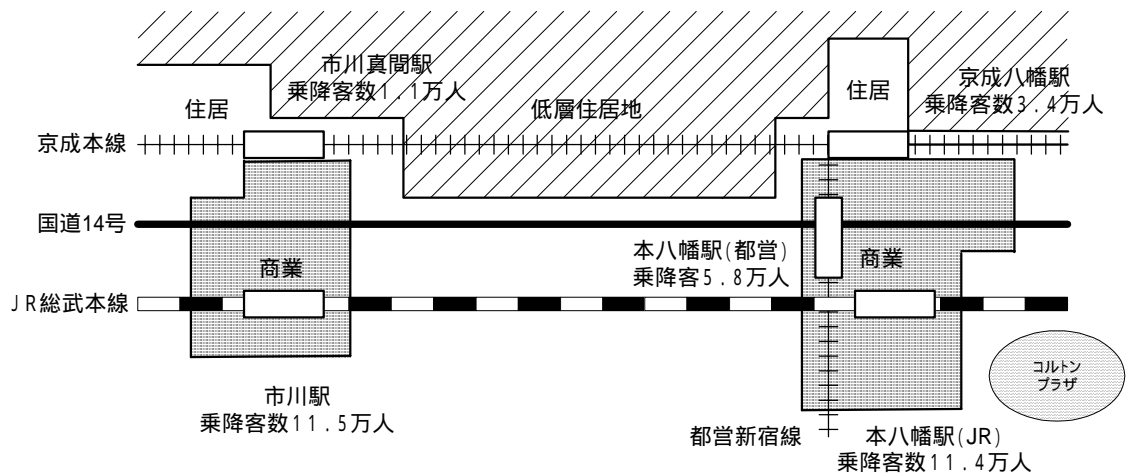 市川真間駅
乗降客数1.1万人
京成八幡駅
乗降客数3.4万人
住居
低層住居地
住居
京成本線
国道14号
本八幡駅(都営)
乗降客5.8万人
商業
商業
JR総武本線
コルトン
プラザ
市川駅
乗降客数11.5万人
都営新宿線
本八幡駅(JR)
乗降客数11.4万人